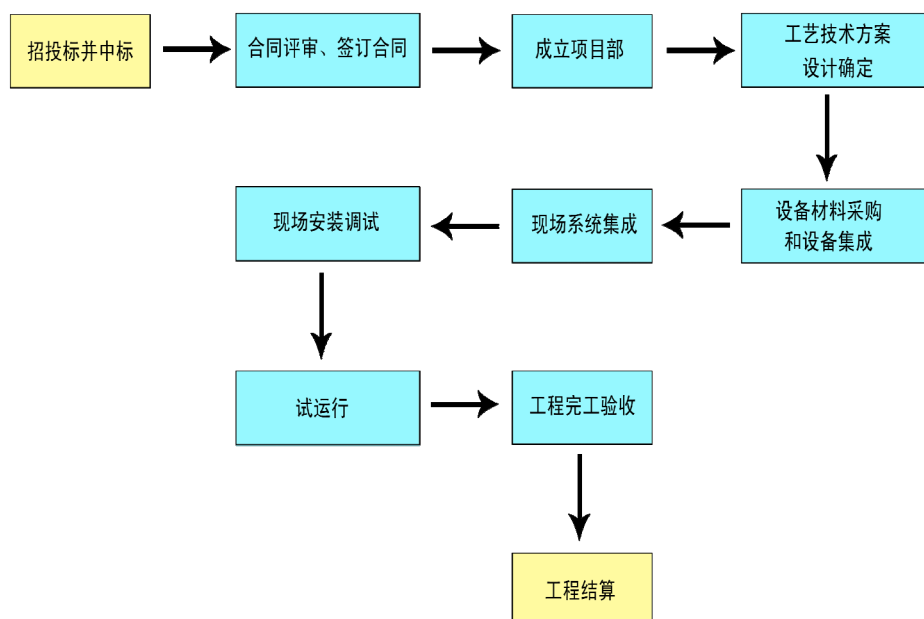 招投标并中标
合同评审、签订合同
成立项目部
工艺技术方案
设计确定
设备材料采购
和设备集成
现场系统集成
现场安装调试
试运行
工程完工验收
工程结算